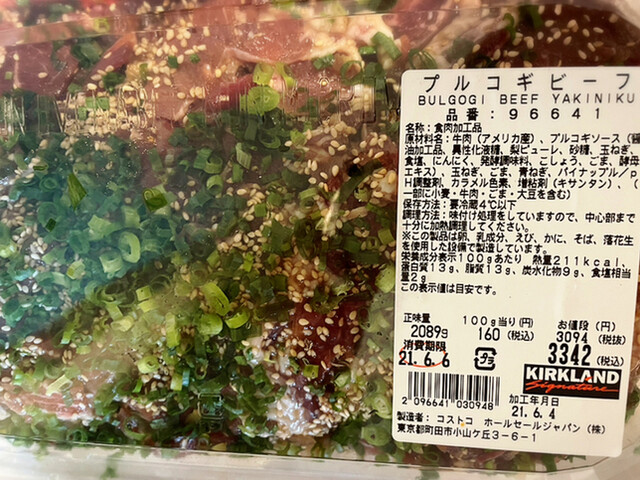 プルコギビーフ
BULGOGI BEEF YAKINIKU
品番:96641
名称:食肉加工品
原材料名:牛肉(アメリカ産)、プルコギソース(醤
油加工品、異性化液糖、梨ピューレ、砂糖、玉ねぎ、
食塩、にんにく、発酵調味料、こしょう、ごま、酵母
エキス)、玉ねぎ、ごま、青ねぎ、パイナップル/p
H調整剤、カラメル色素、増粘剤(キサンタン)、(
一部に小麦・牛肉・ごま・大豆を含む)
保存方法:要冷蔵4℃以下
調理方法:味付け処理をしていますので、中心部まで
十分に加熱調理してください。
※この製品は卵、乳成分、えび、かに、そば、落花生
を使用した設備で製造しています。
栄養成分表示100gあたり 熱量211kcal、
蛋白質13g、脂質13g、炭水化物9g、食塩相当
量2g
この表示値は目安です。
正味量 100g当り(円) お値段(円)
2089g 160(税込) 3094(税抜)
消費期限 3342(税込)
21.6.6
KIRKLAND
Signature
2 096641 030948
加工年月日
21.6.4
製造者:コストコ ホールセールジャパン(株)
東京都町田市小山ケ丘3-6-1